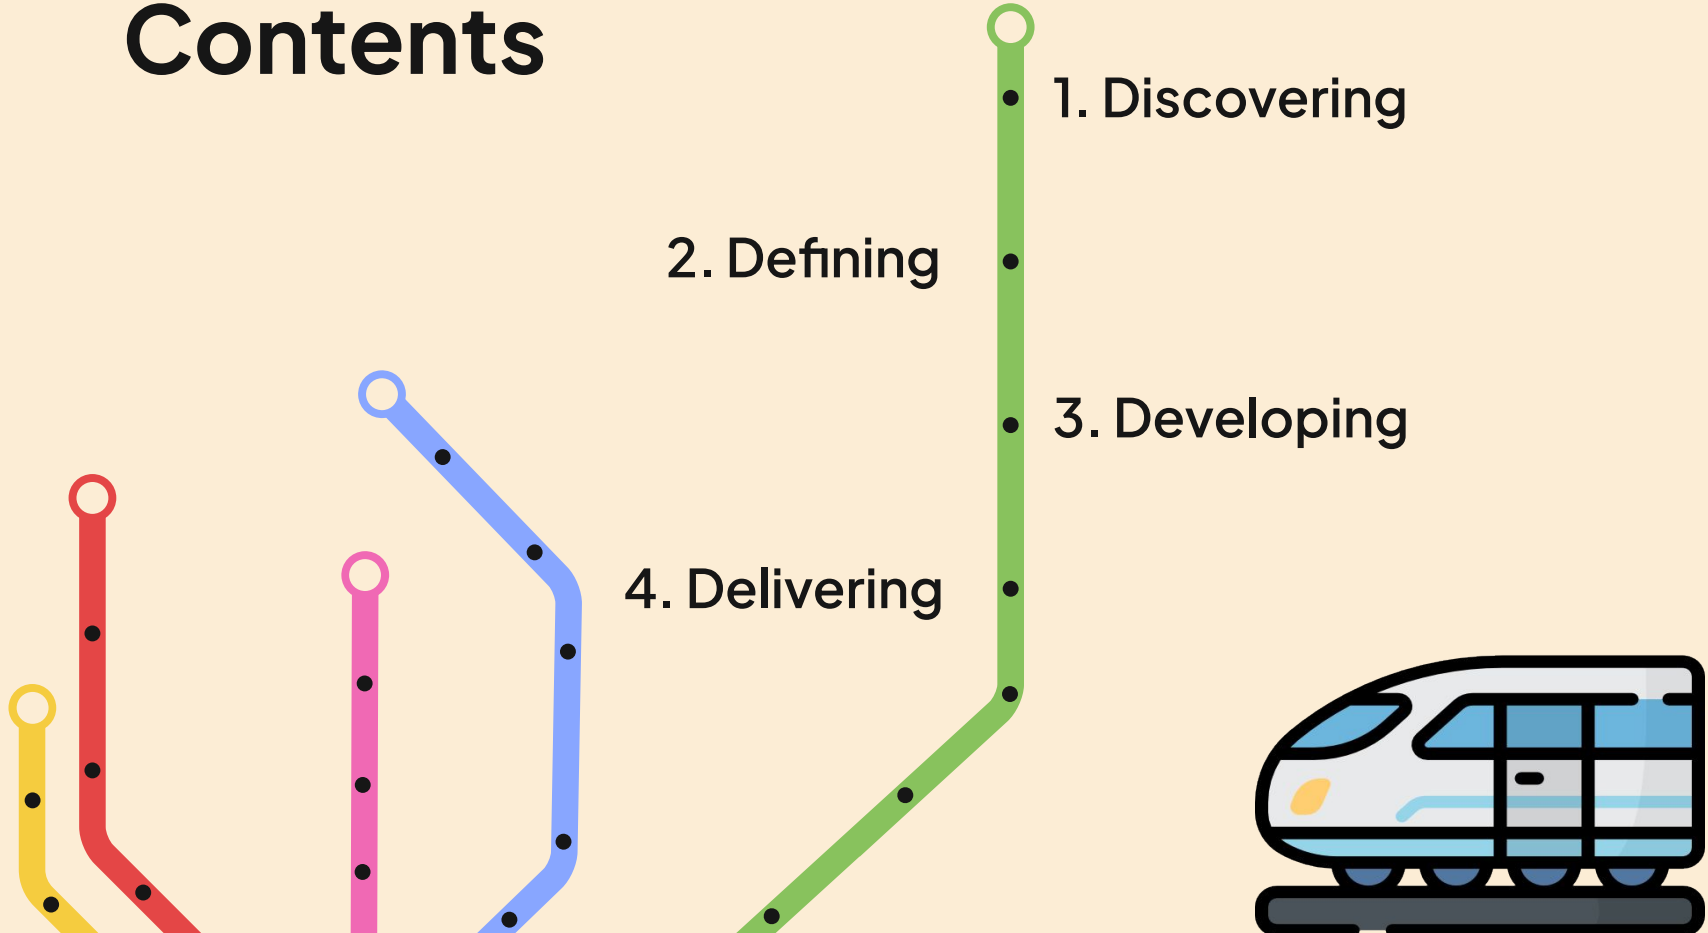 Contents
1. Discovering
2. Defining
3. Developing
4. Delivering